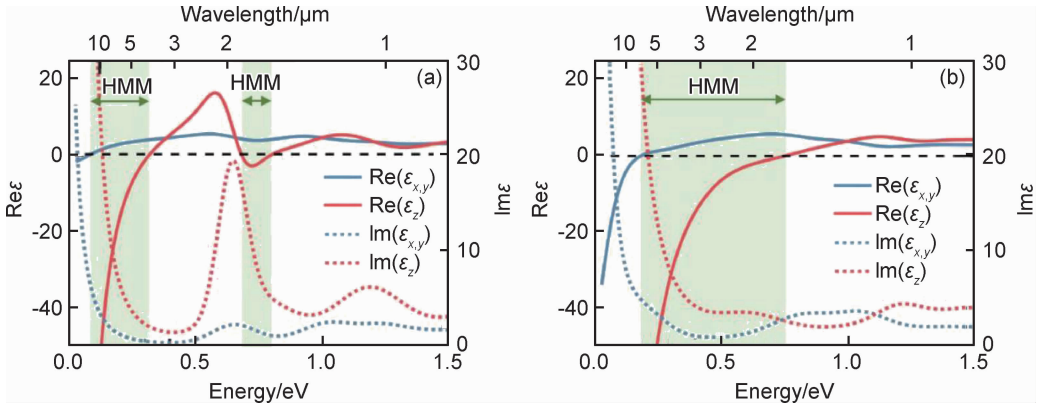 Wavelength/μm
10 5 3 2 1
20 0 -20 -40
Reε
HMM
HMM
(a)
30 20 10 0
Imε
Re(εx,y)
Re(εz)
Im(εx,y)
Im(εz)
0.0 0.5 1.0 1.5
Energy/eV
Wavelength/μm
10 5 3 2 1
20 0 -20 -40
Reε
HMM
(b)
30 20 10 0
Imε
Re(εx,y)
Re(εz)
Im(εx,y)
Im(εz)
0.0 0.5 1.0 1.5
Energy/eV